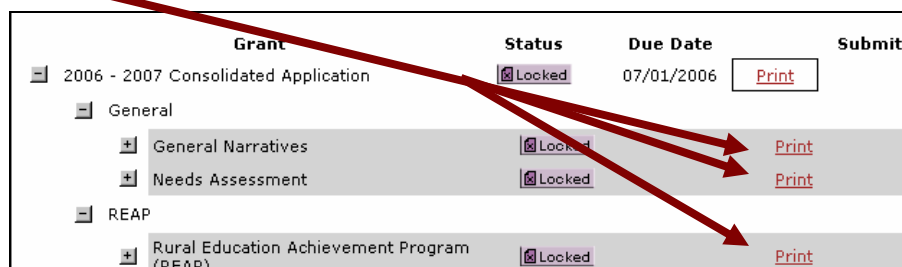 Grant Status Due Date Submit
2006 - 2007 Consolidated Application Locked 07/01/2006 Print
General
General Narratives Locked Print
Needs Assessment Locked Print
REAP
Rural Education Achievement Program Locked Print
(REAP)